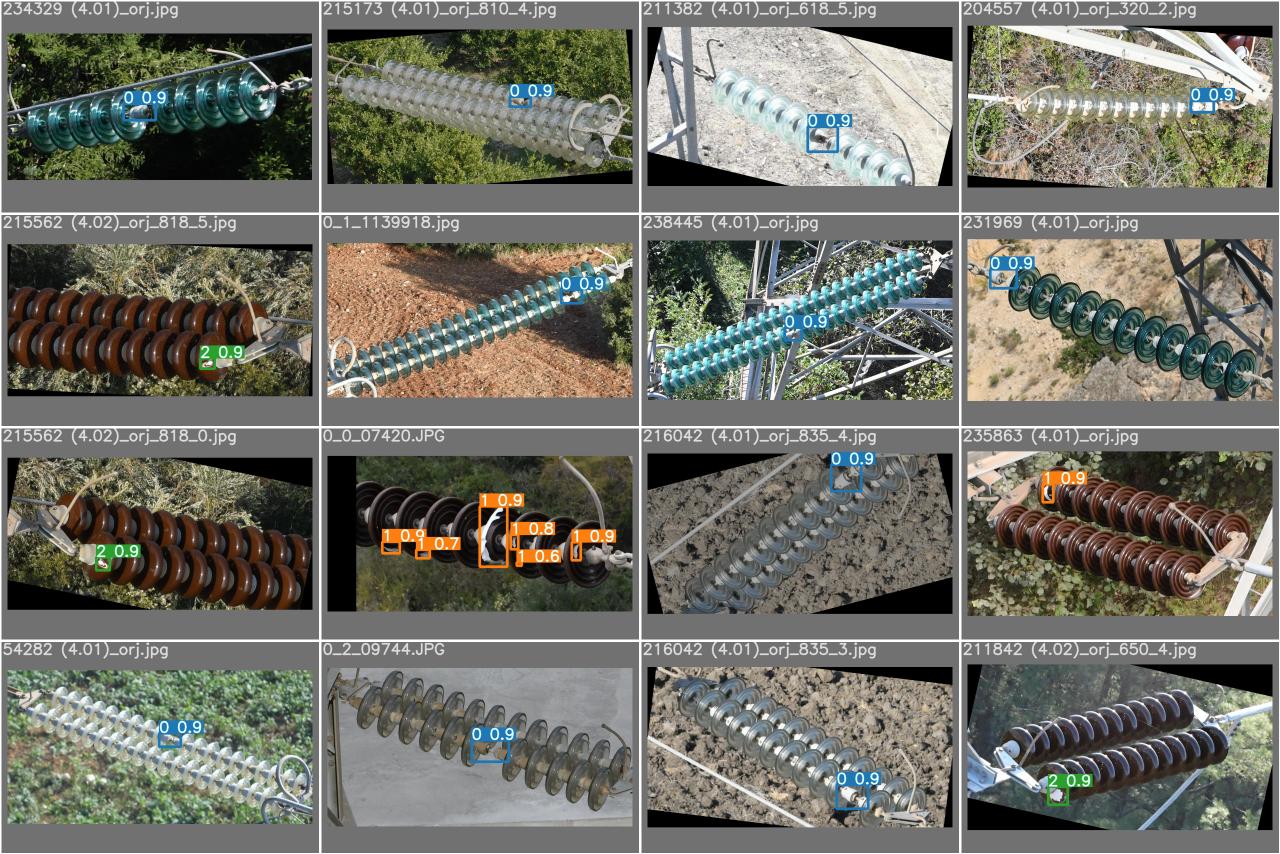 234329 (4.01)_orj.jpg
0 0.9
215173 (4.01)_orj_810_4.jpg
0 0.9
211382 (4.01)_orj_618_5.jpg
0 0.9
204557 (4.01)_orj_320_2.jpg
0 0.9
215562 (4.02)_orj_818_5.jpg
2 0.9
0_1_1139918.jpg
0 0.9
238445 (4.01)_orj.jpg
0 0.9
231969 (4.01)_orj.jpg
0 0.9
215562 (4.02)_orj_818_0.jpg
2 0.9
0_0_07420.JPG
1 0.9
1 0.9
1 0.7
1 0.8
1 0.6
1 0.9
216042 (4.01)_orj_835_4.jpg
0 0.9
235863 (4.01)_orj.jpg
1 0.9
54282 (4.01)_orj.jpg
0 0.9
0_2_09744.JPG
0 0.9
216042 (4.01)_orj_835_3.jpg
0 0.9
211842 (4.02)_orj_650_4.jpg
2 0.9